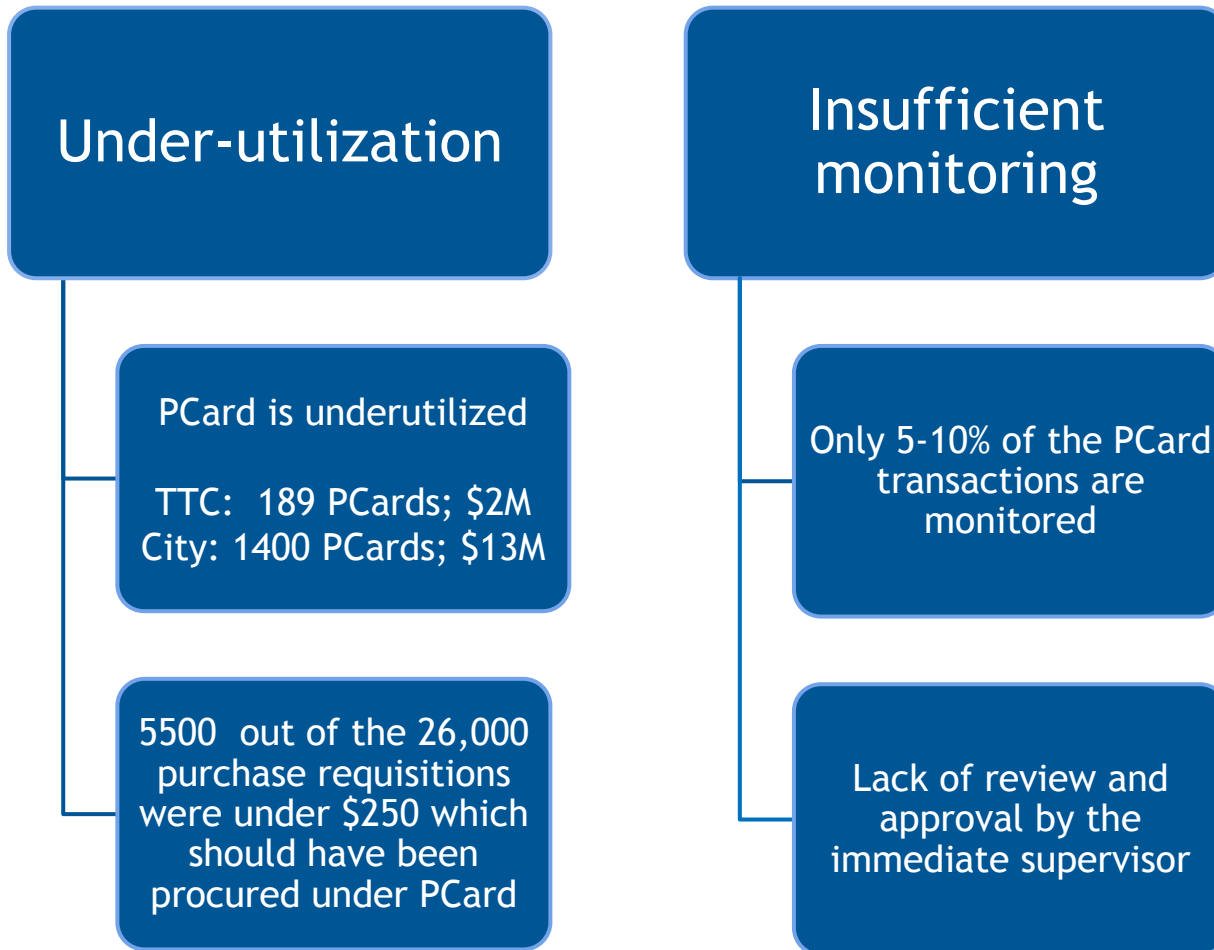 Under-utilization
PCard is underutilized
TTC:  189 PCards; $2M
City: 1400 PCards; $13M
5500  out of the 26,000
purchase requisitions
were under $250 which
should have been
procured under PCard
Insufficient
monitoring
Only 5-10% of the PCard
transactions are
monitored
Lack of review and
approval by the
immediate supervisor